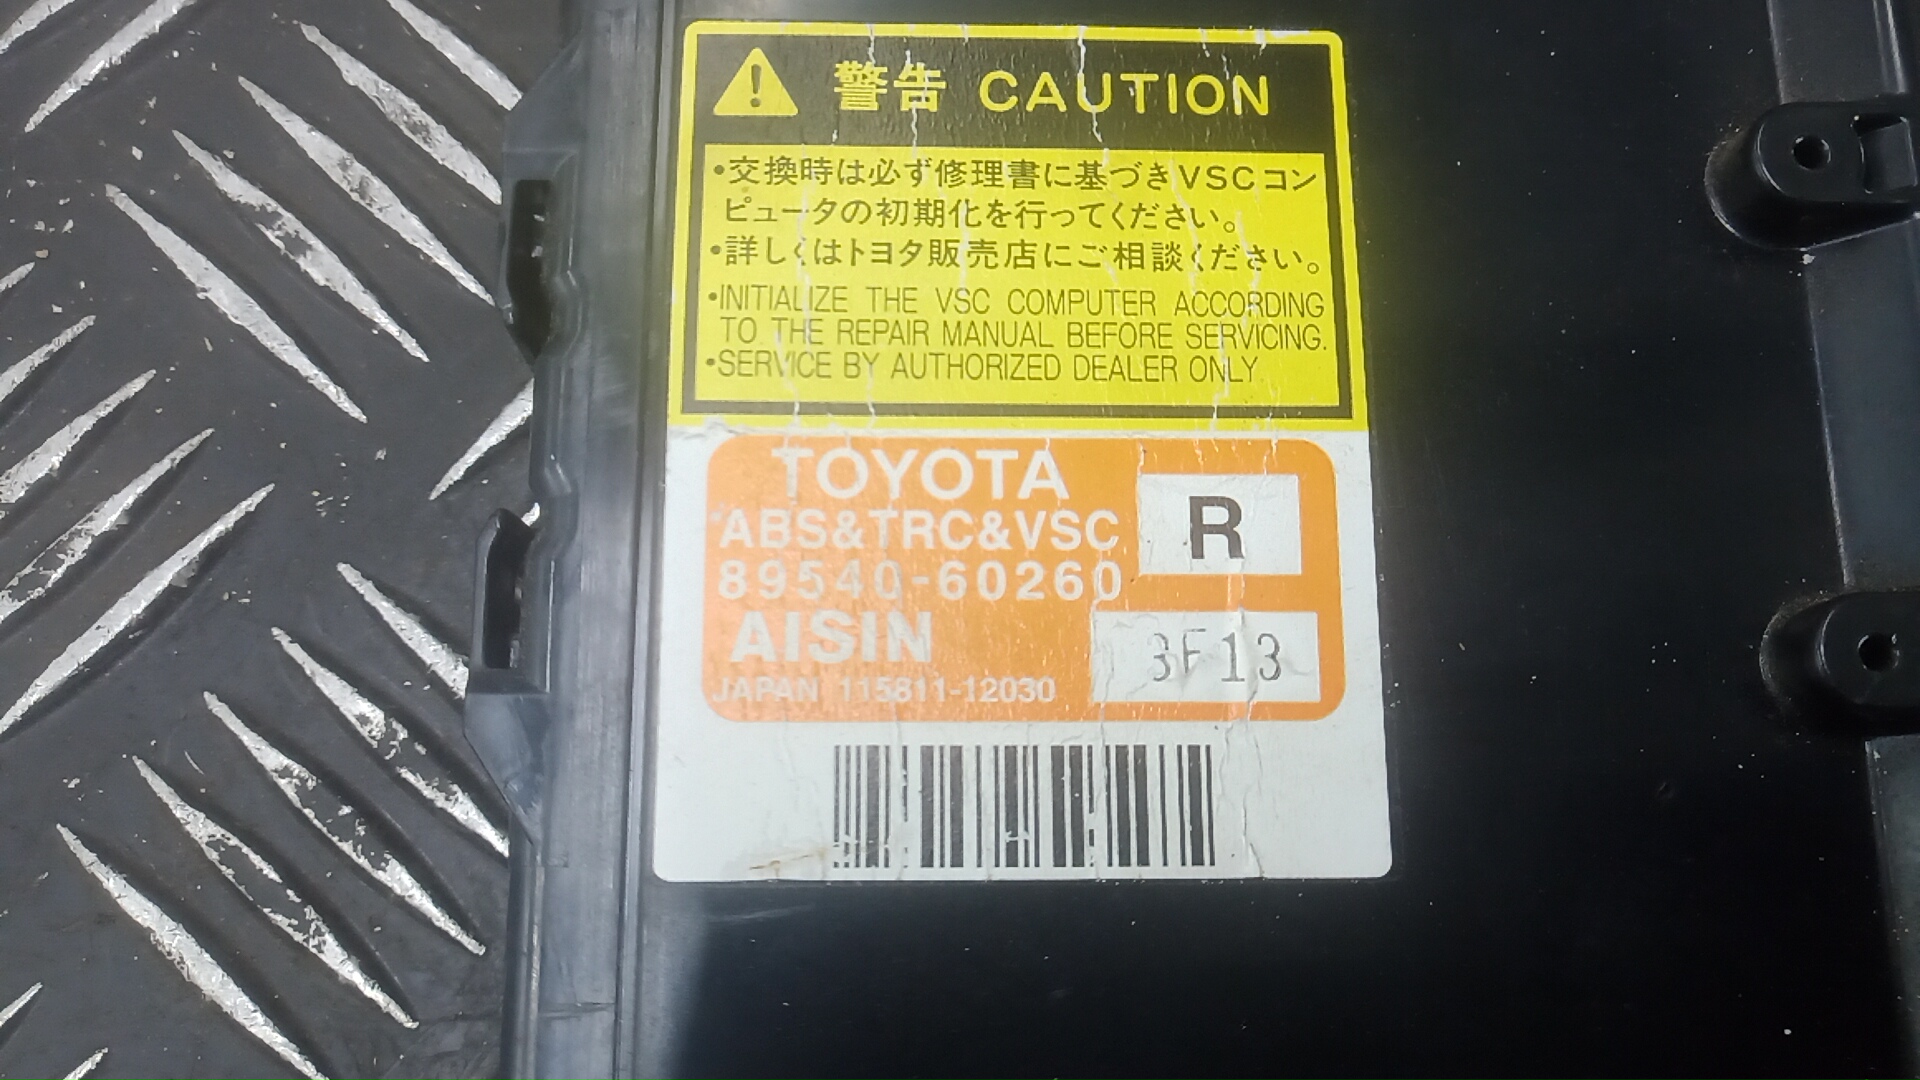 警告 CAUTION
•交換時は必ず修理書に基づきVSCコン
ピュータの初期化を行ってください。
•詳しくはトヨタ販売店にご相談ください。
•INITIALIZE THE VSC COMPUTER ACCORDING
TO THE REPAIR MANUAL BEFORE SERVICING.
•SERVICE BY AUTHORIZED DEALER ONLY.
TOYOTA
R
ABS&TRC&VSC
89540-60260
AISIN
3F13
JAPAN 115811-12030